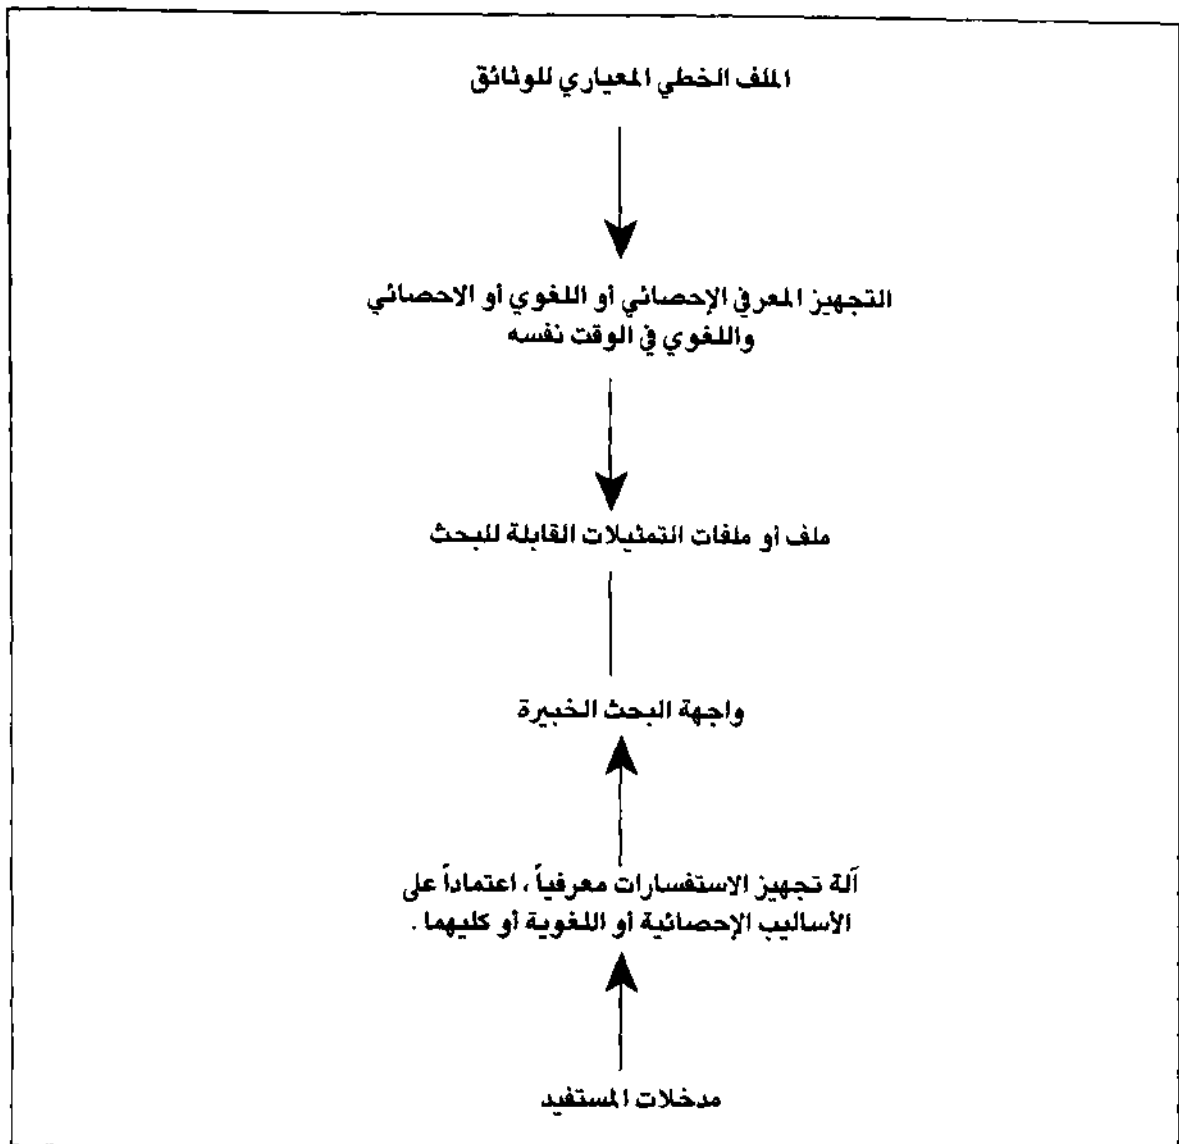 الملف الخطي المعياري للوثائق
التجهيز المعرفي الإحصائي أو اللغوي أو الاحصائي
واللغوي في الوقت نفسه
ملف أو ملفات التمثيلات القابلة للبحث
واجهة البحث الخبيرة
آلة تجهيز الاستفسارات معرفياً ، اعتماداً على
الأساليب الإحصائية أو اللغوية أو كليهما .
مدخلات المستفيد